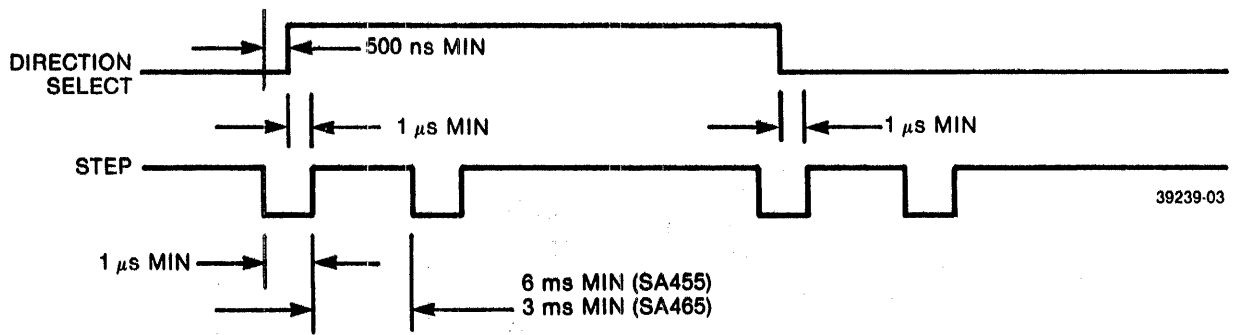 500 ns MIN
DIRECTION
SELECT
1 μs MIN
1 μs MIN
STEP
39239-03
1 μs MIN
6 ms MIN (SA455)
3 ms MIN (SA465)